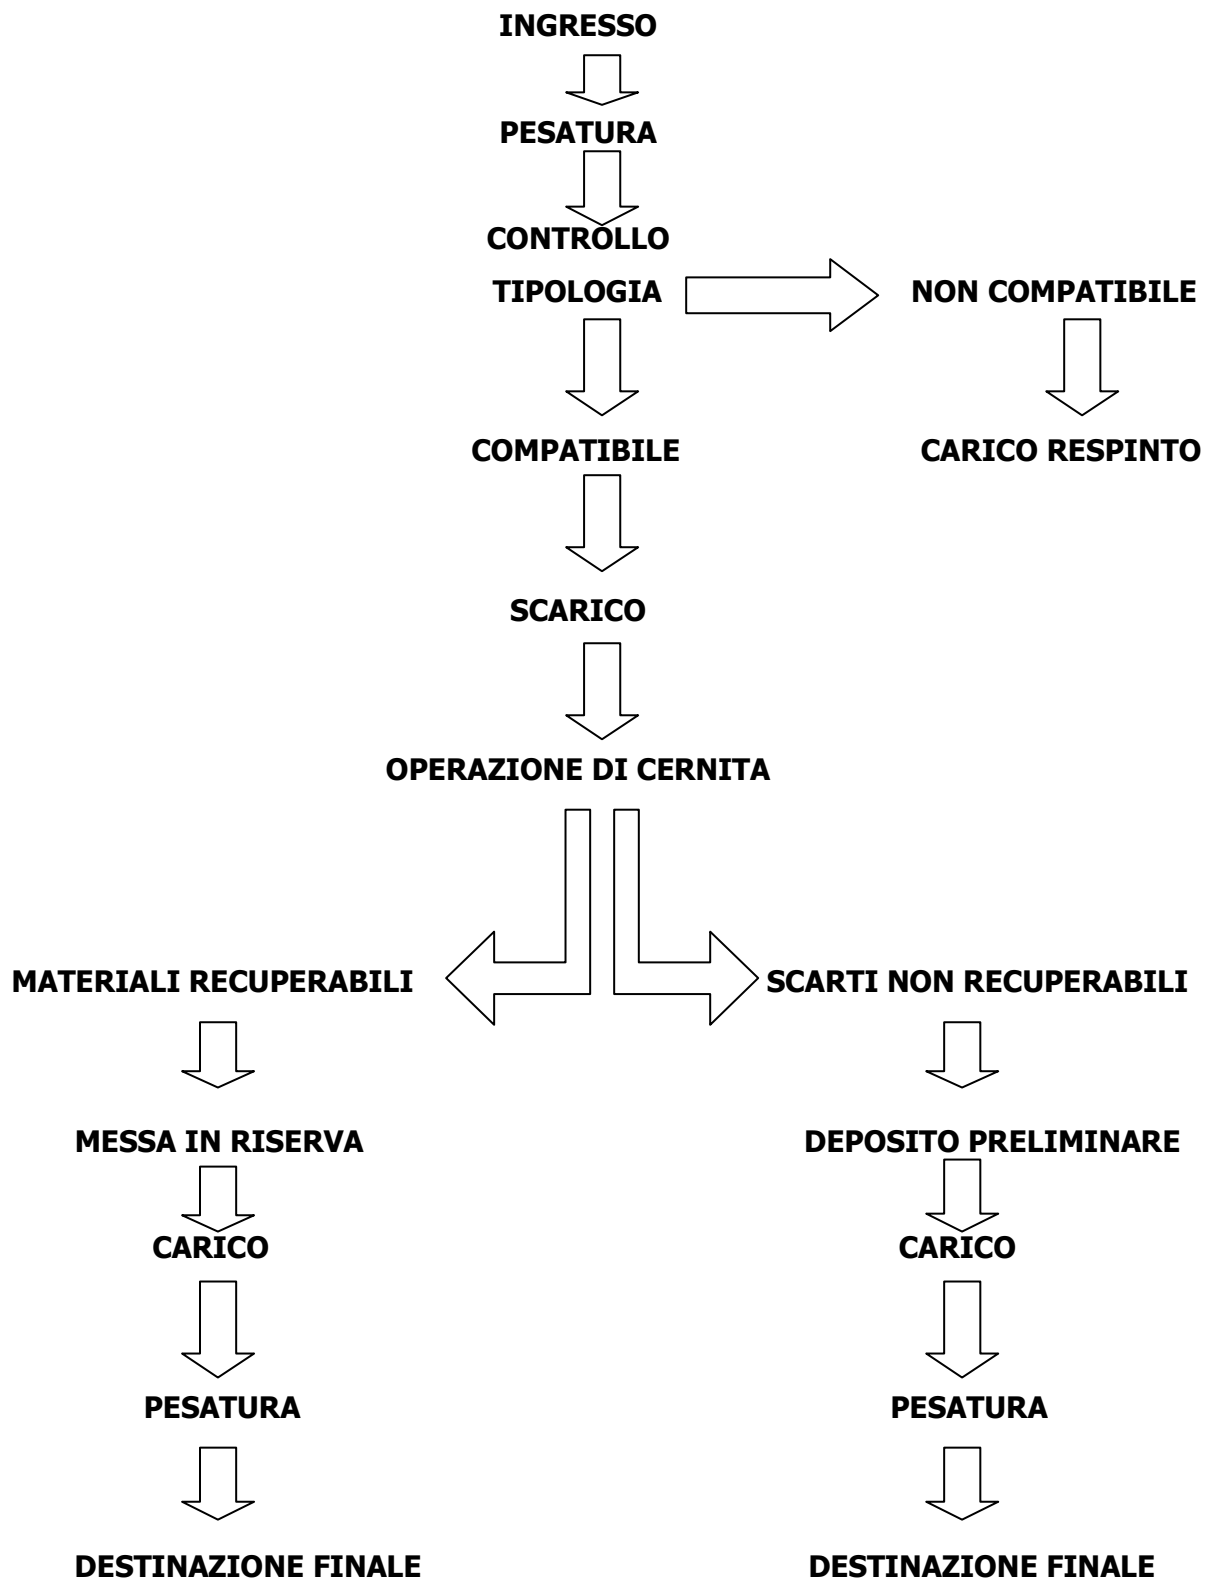 INGRESSO
PESATURA
CONTROLLO
TIPOLOGIA
NON COMPATIBILE
COMPATIBILE
CARICO RESPINTO
SCARICO
OPERAZIONE DI CERNITA
MATERIALI RECUPERABILI
SCARTI NON RECUPERABILI
MESSA IN RISERVA
DEPOSITO PRELIMINARE
CARICO
CARICO
PESATURA
PESATURA
DESTINAZIONE FINALE
DESTINAZIONE FINALE